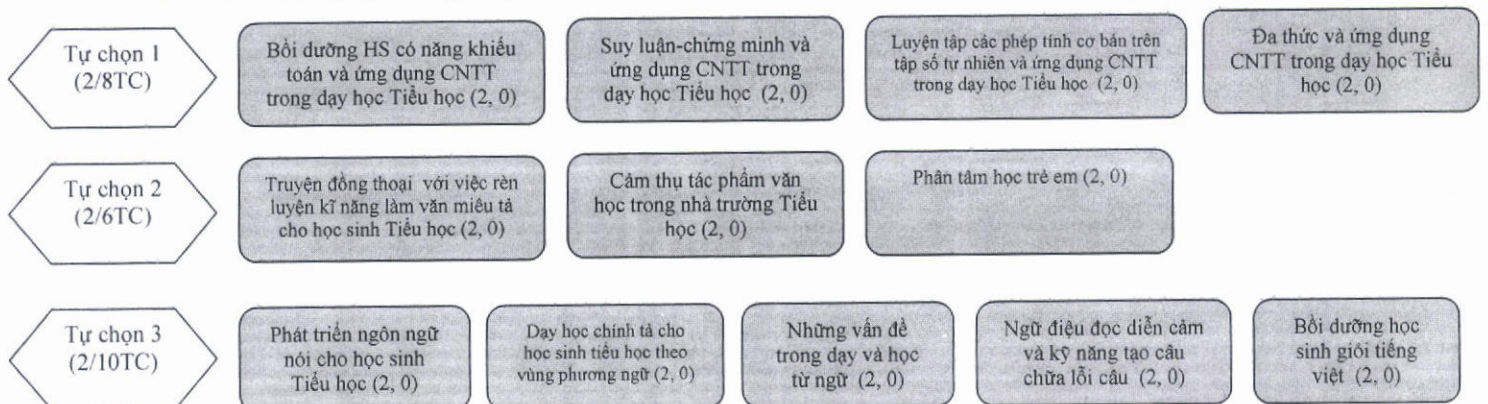 Tự chọn 1
(2/8TC)
Bồi dưỡng HS có năng khiếu
toán và ứng dụng CNTT
trong dạy học Tiểu học (2, 0)
Suy luận-chứng minh và
ứng dụng CNTT trong
dạy học Tiểu học (2, 0)
Luyện tập các phép tính cơ bản trên
tập số tự nhiên và ứng dụng CNTT
trong dạy học Tiểu học (2, 0)
Đa thức và ứng dụng
CNTT trong dạy học Tiểu
học (2, 0)
Tự chọn 2
(2/6TC)
Truyện đồng thoại với việc rèn
luyện kĩ năng làm văn miêu tả
cho học sinh Tiểu học (2, 0)
Cảm thụ tác phẩm văn
học trong nhà trường Tiểu
học (2, 0)
Phân tâm học trẻ em (2, 0)
Tự chọn 3
(2/10TC)
Phát triển ngôn ngữ
nói cho học sinh
Tiểu học (2, 0)
Dạy học chính tả cho
học sinh tiểu học theo
vùng phương ngữ (2, 0)
Những vấn đề
trong dạy và học
từ ngữ (2, 0)
Ngữ điệu đọc diễn cảm
và kỹ năng tạo câu
chữa lỗi câu (2, 0)
Bồi dưỡng học
sinh giỏi tiếng
việt (2, 0)